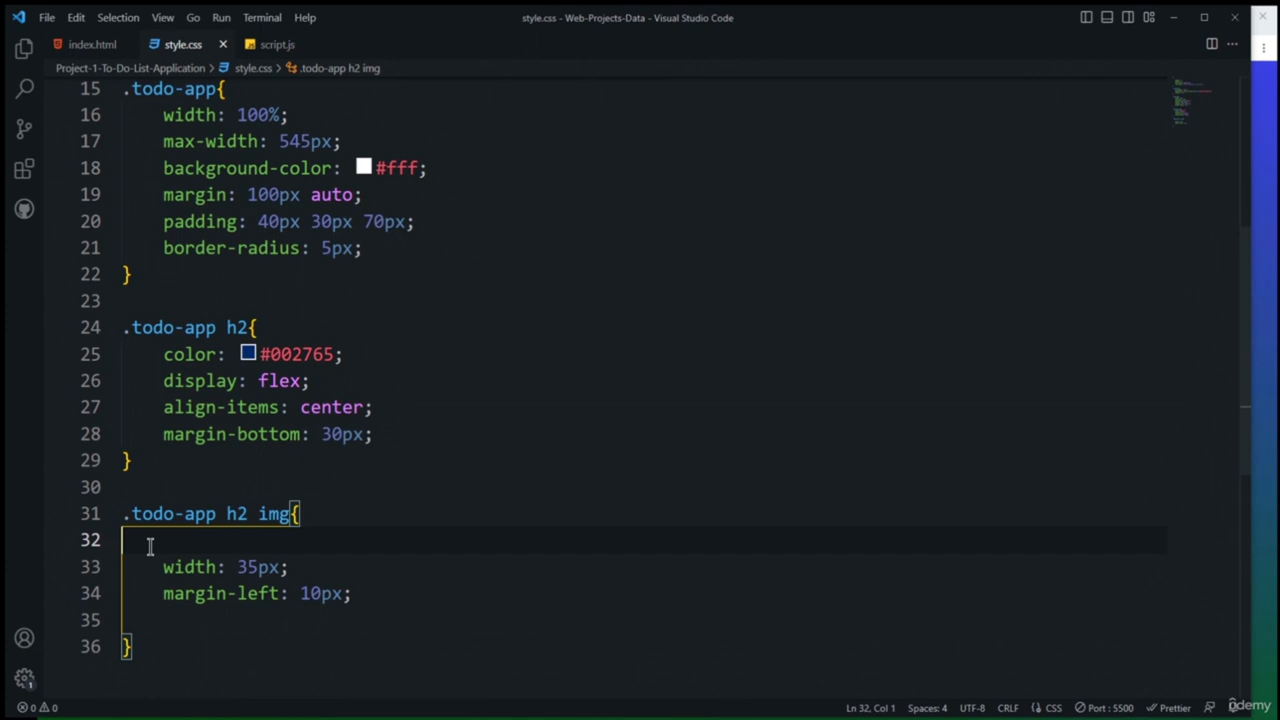 File Edit Selection View Go Run Terminal Help
style.css - Web-Projects-Data - Visual Studio Code
index.html
style.css
script.js
Project-1-To-Do-List-Application > style.css > .todo-app h2 img
15 .todo-app{
16 width: 100%;
17 max-width: 545px;
18 background-color: #fff;
19 margin: 100px auto;
20 padding: 40px 30px 70px;
21 border-radius: 5px;
22 }
23
24 .todo-app h2{
25 color: #002765;
26 display: flex;
27 align-items: center;
28 margin-bottom: 30px;
29 }
30
31 .todo-app h2 img{
32
33 width: 35px;
34 margin-left: 10px;
35
36 }
1
0 0 Ln 32, Col 1 Spaces: 4 UTF-8 CRLF CSS Port : 5500 Prettier
ûdemy